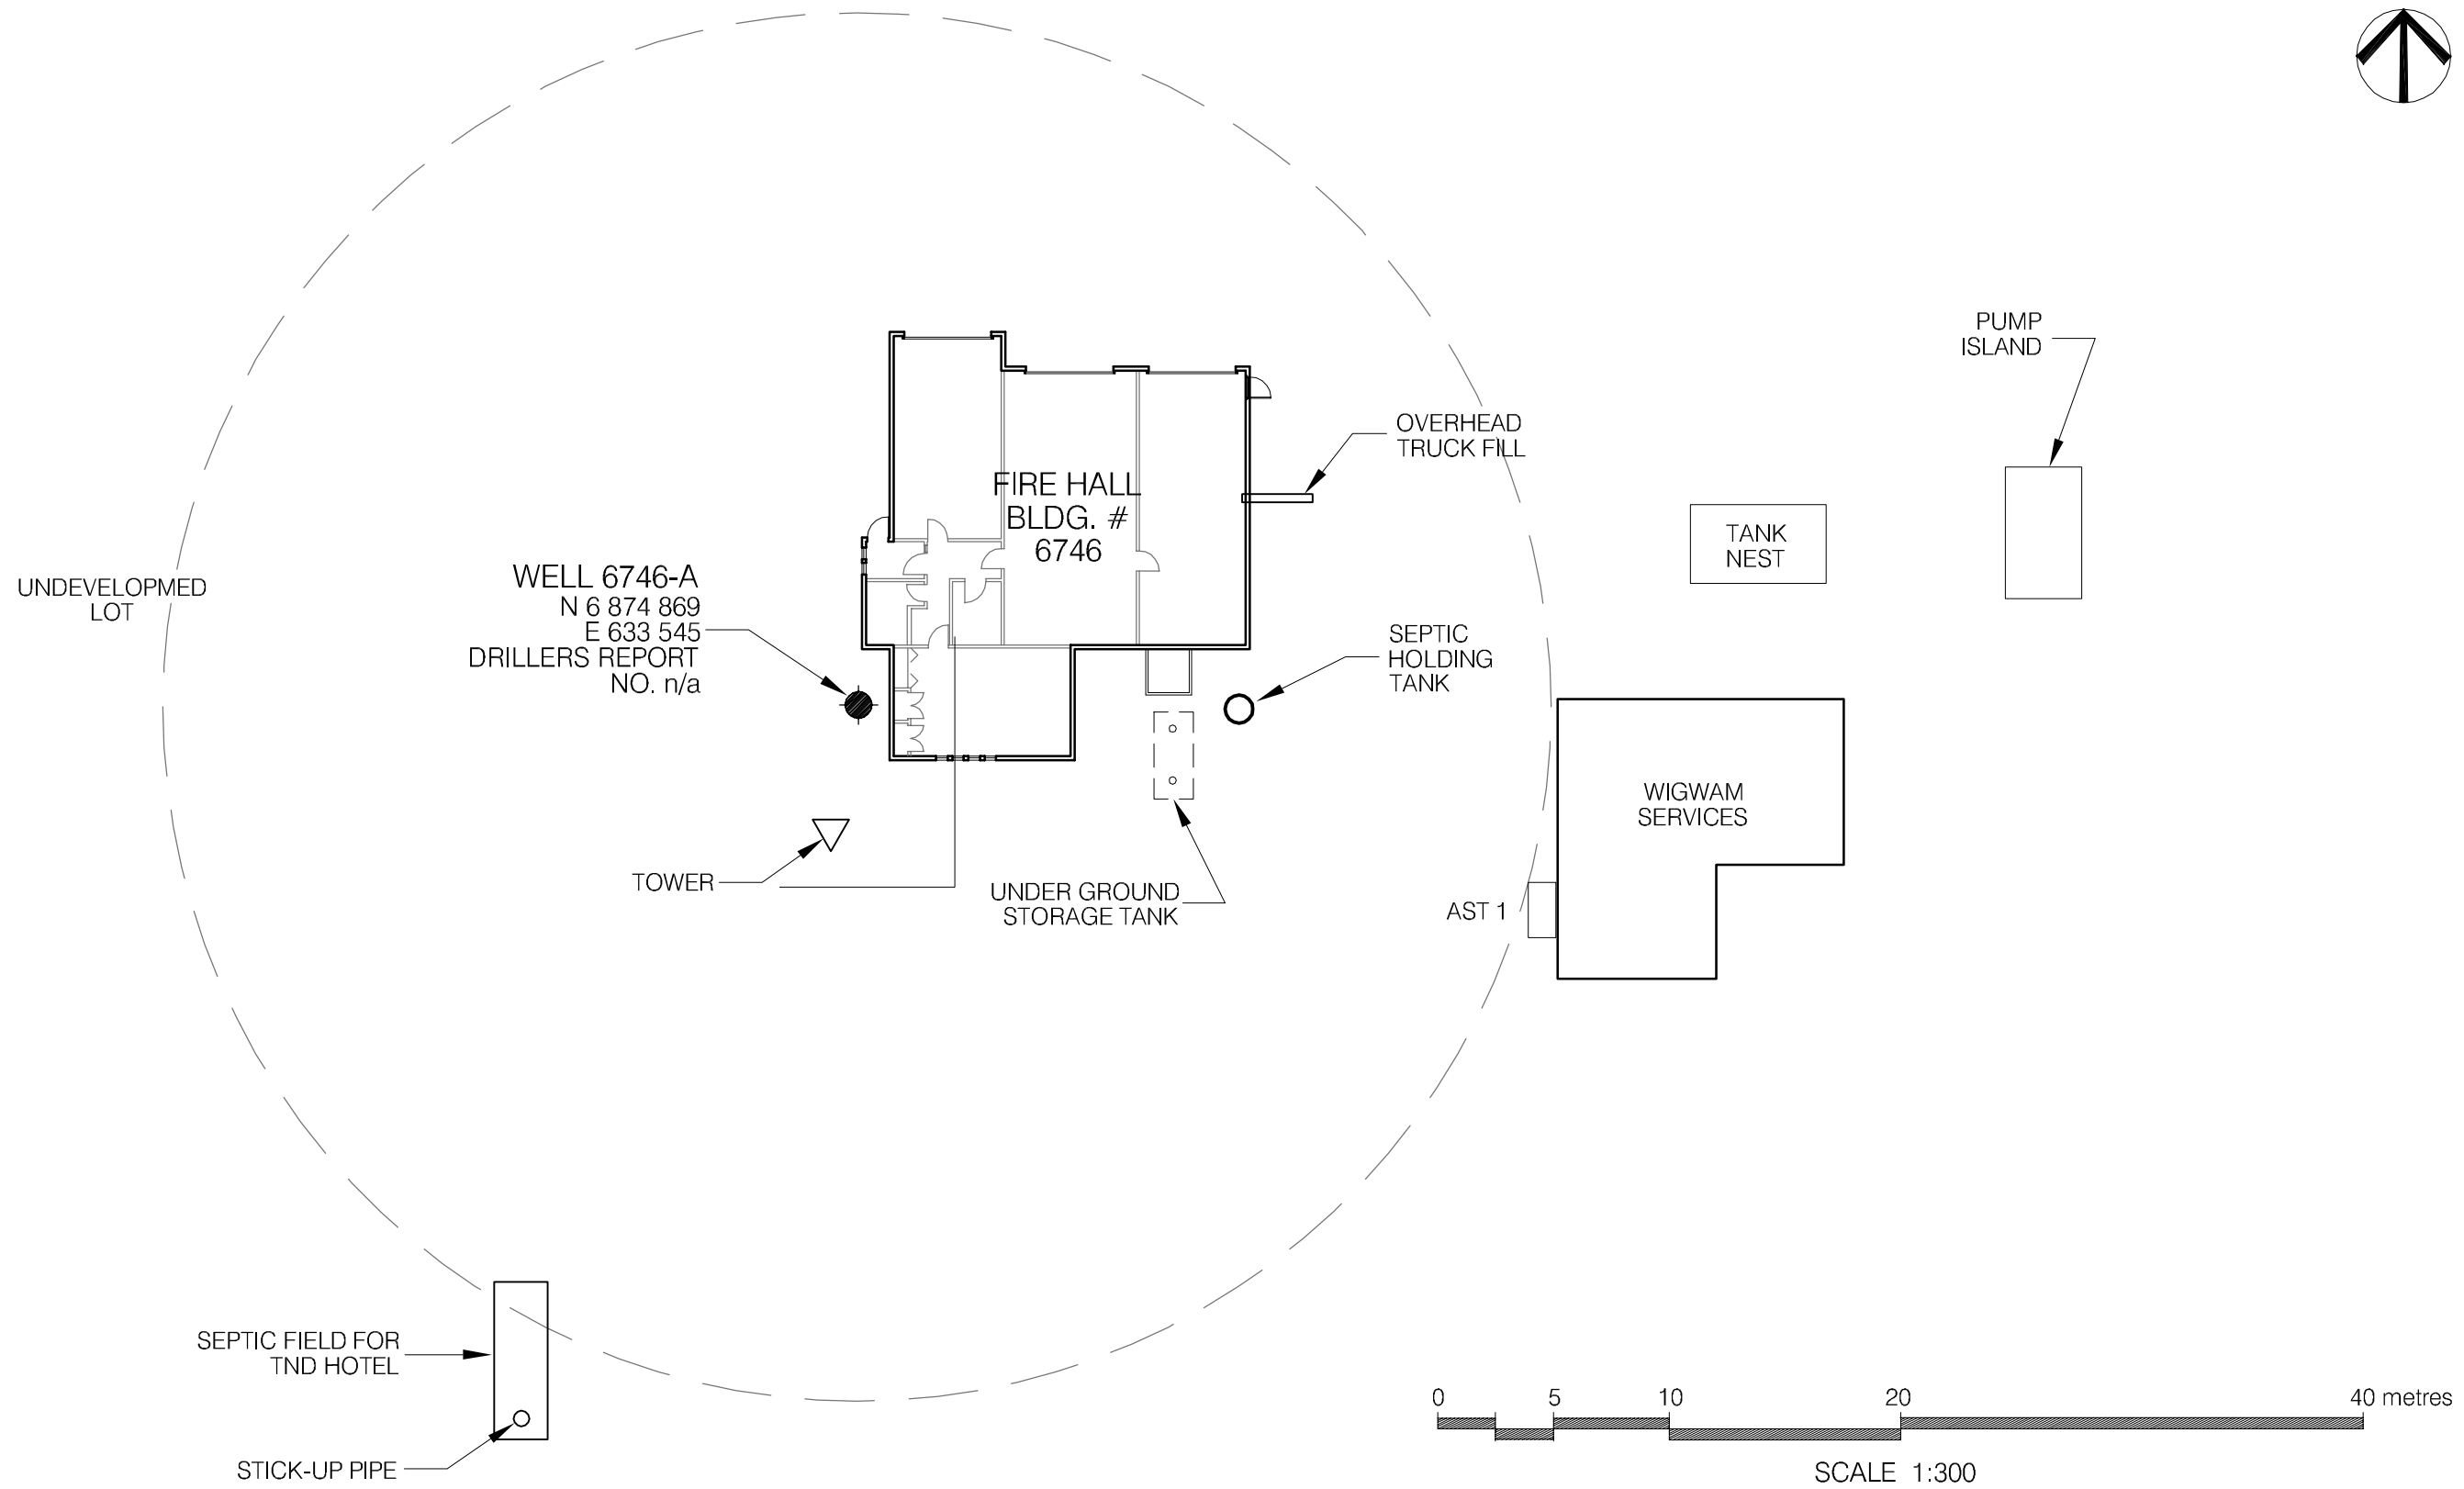 PUMP
ISLAND
OVERHEAD
TRUCK FILL
FIRE HALL
BLDG. #
6746
TANK
NEST
UNDEVELOPMED
LOT
WELL 6746-A
N 6 874 869
E 633 545
DRILLERS REPORT
NO. n/a
SEPTIC
HOLDING
TANK
WIGWAM
SERVICES
TOWER
UNDER GROUND
STORAGE TANK
AST 1
SEPTIC FIELD FOR
TND HOTEL
STICK-UP PIPE
0 5 10 20 40 metres
SCALE 1:300